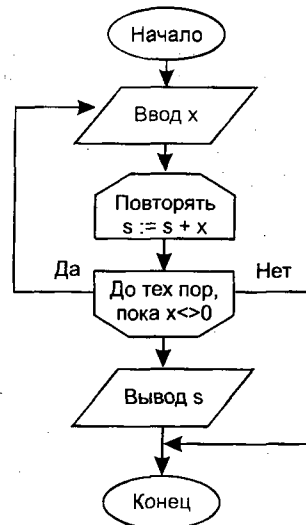 Начало
Ввод x
Повторять
s := s + x
Да
Нет
До тех пор,
пока x<>0
Вывод s
Конец